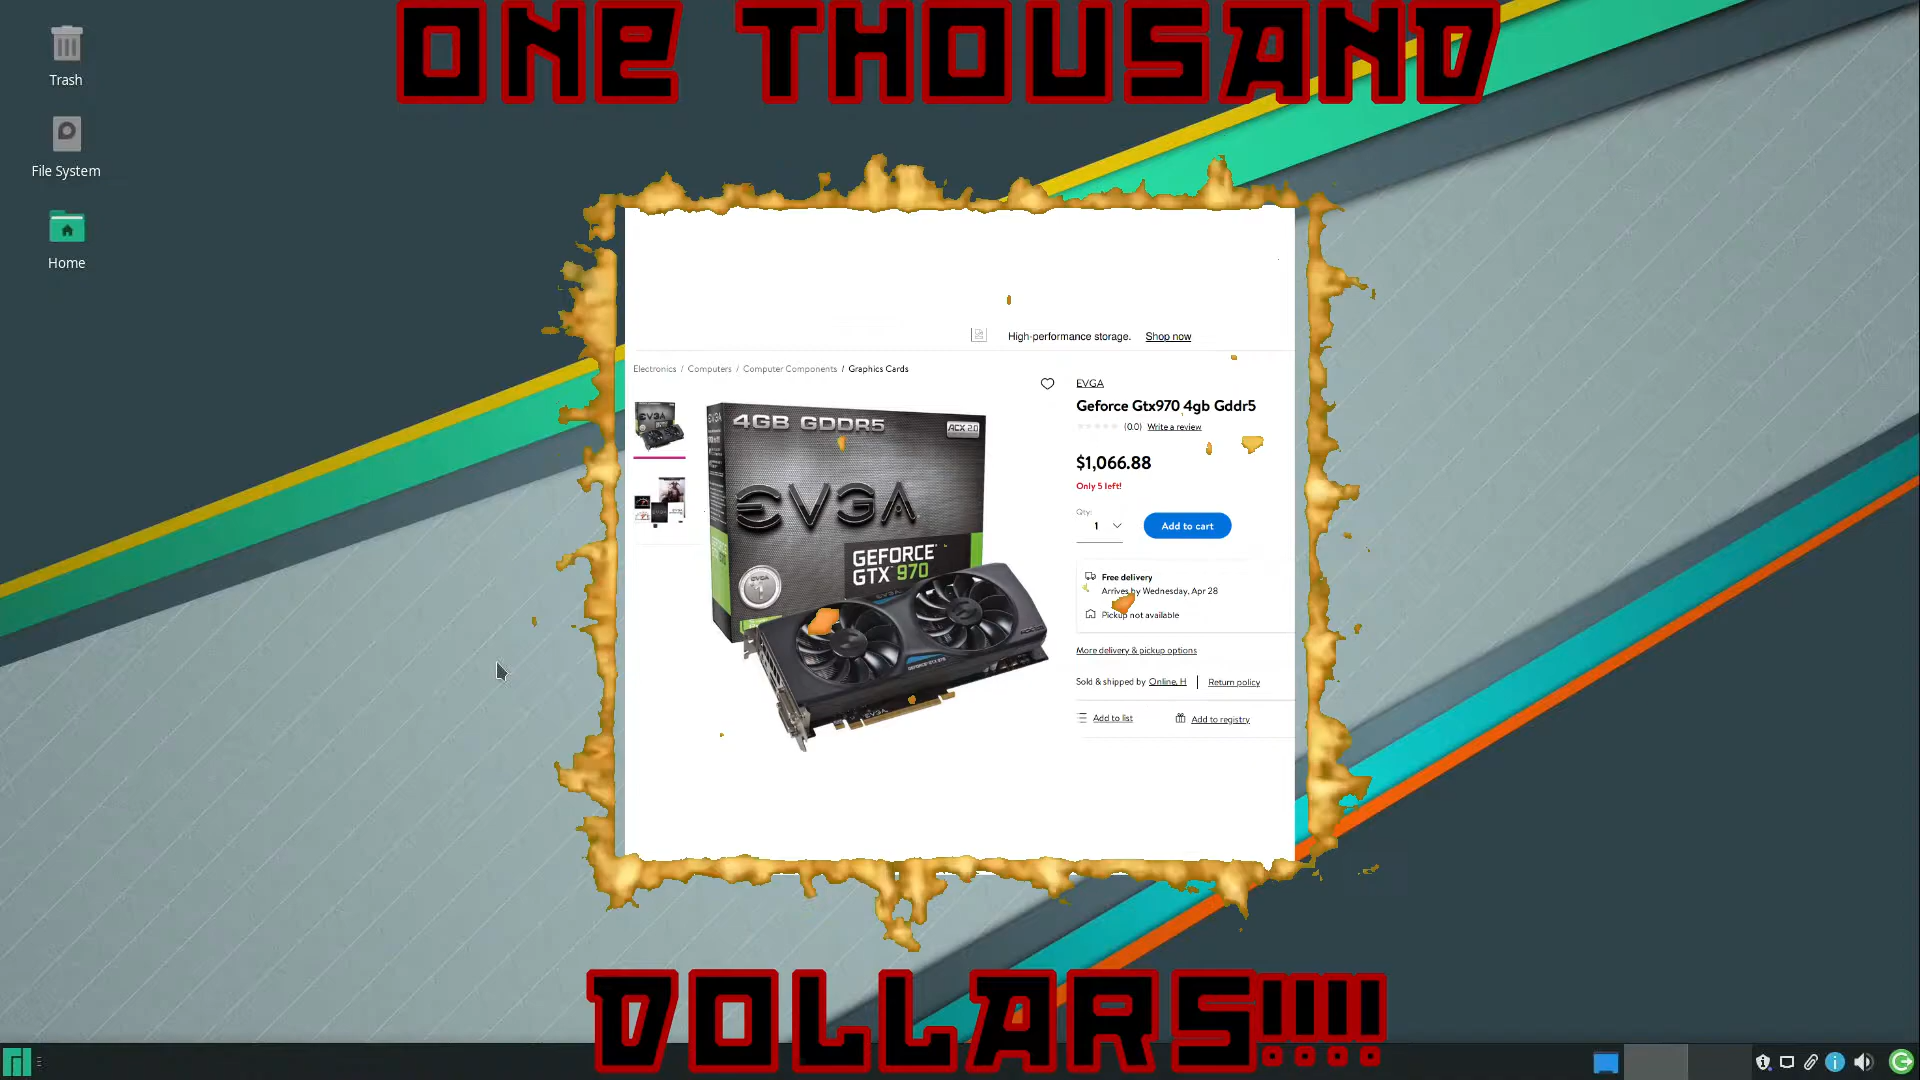 ONE THOUSAND
Trash
File System
Home
High-performance storage. Shop now
Electronics / Computers / Computer Components / Graphics Cards
EVGA
Geforce Gtx970 4gb Gddr5
(0.0) Write a review
$1,066.88
Only 5 left!
Qty:
1
Add to cart
Free delivery
Arrives by Wednesday, Apr 28
Pickup not available
More delivery & pickup options
Sold & shipped by Online, H | Return policy
Add to list
Add to registry
4GB GDDR5
ACX 2.0
EVGA
GEFORCE
GTX 970
DOLLARS!!!!